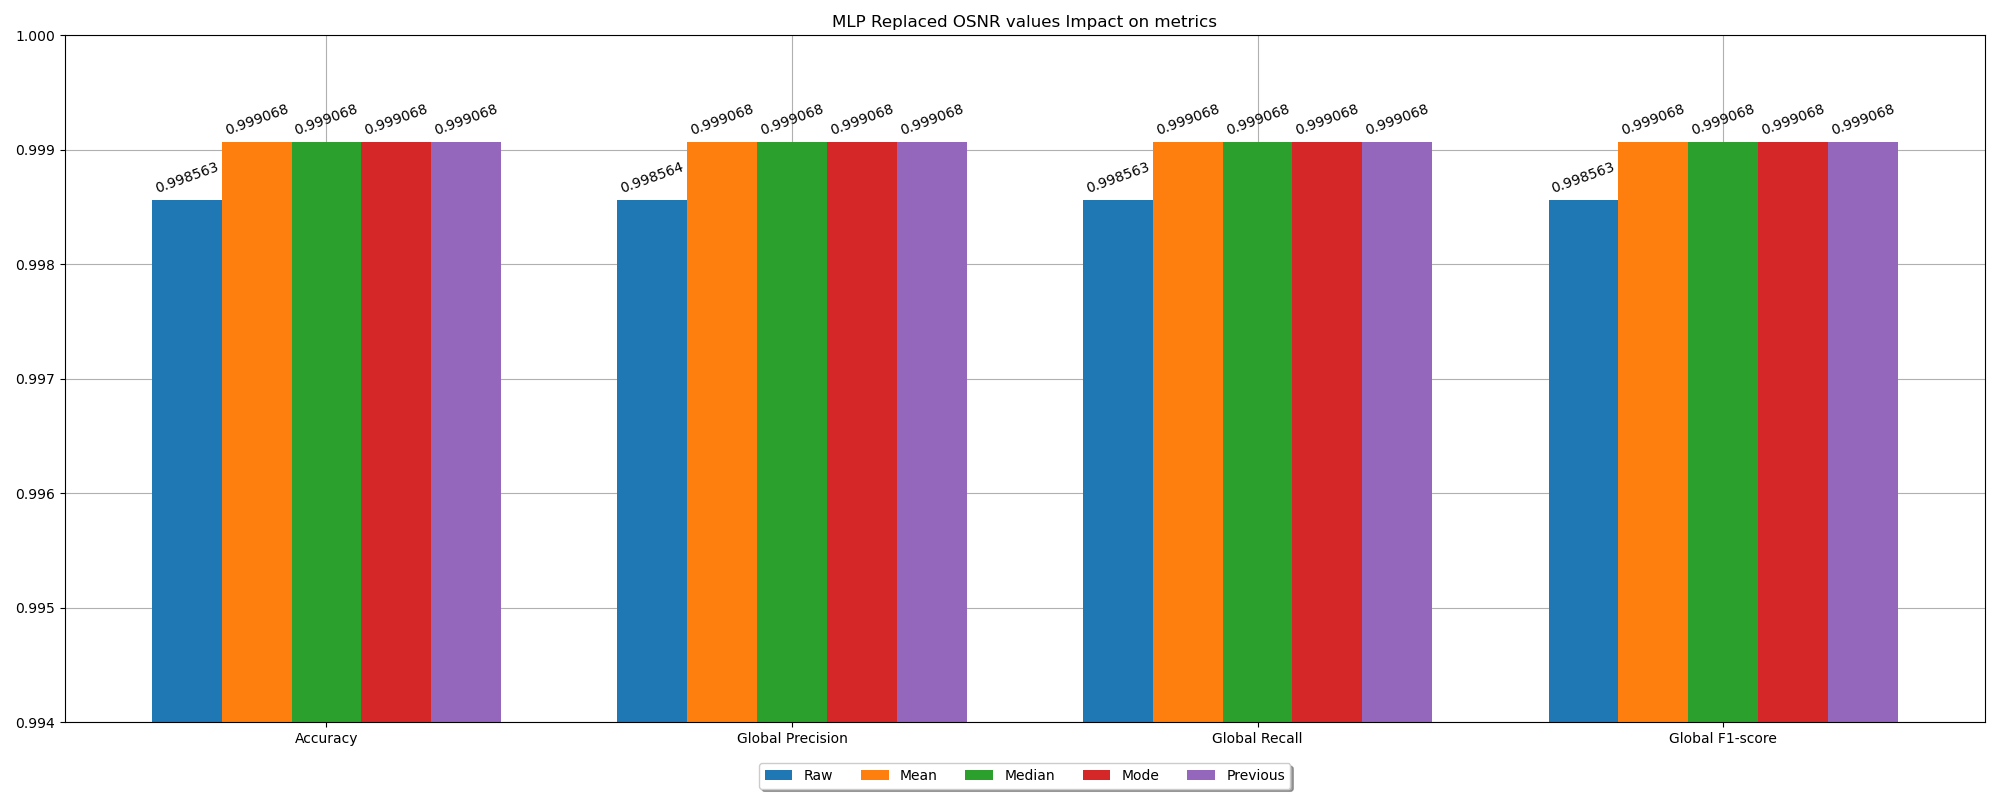 MLP Replaced OSNR values Impact on metrics
1.000
0.999
0.998
0.997
0.996
0.995
0.994
0.998563 0.999068 0.999068 0.999068 0.999068
0.998564 0.999068 0.999068 0.999068 0.999068
0.998563 0.999068 0.999068 0.999068 0.999068
0.998563 0.999068 0.999068 0.999068 0.999068
Accuracy Global Precision Global Recall Global F1-score
Raw Mean Median Mode Previous